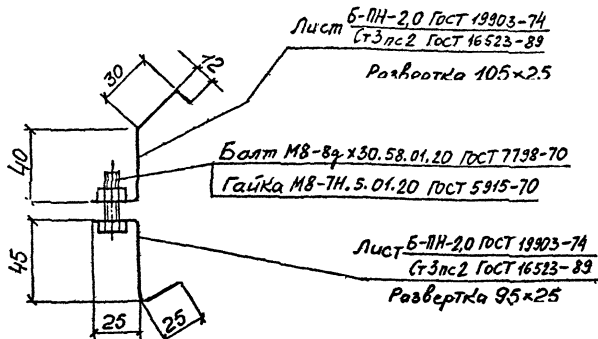 Лист Б-ПН-2,0 ГОСТ 19903-74
Ст3пс2 ГОСТ 16523-89
Развертка 105×25
30
12
40
Болт М8-8g×30.58.01.20 ГОСТ 7798-70
Гайка М8-7Н.5.01.20 ГОСТ 5915-70
45
Лист Б-ПН-2,0 ГОСТ 19903-74
Ст3пс2 ГОСТ 16523-89
Развертка 95×25
25
25